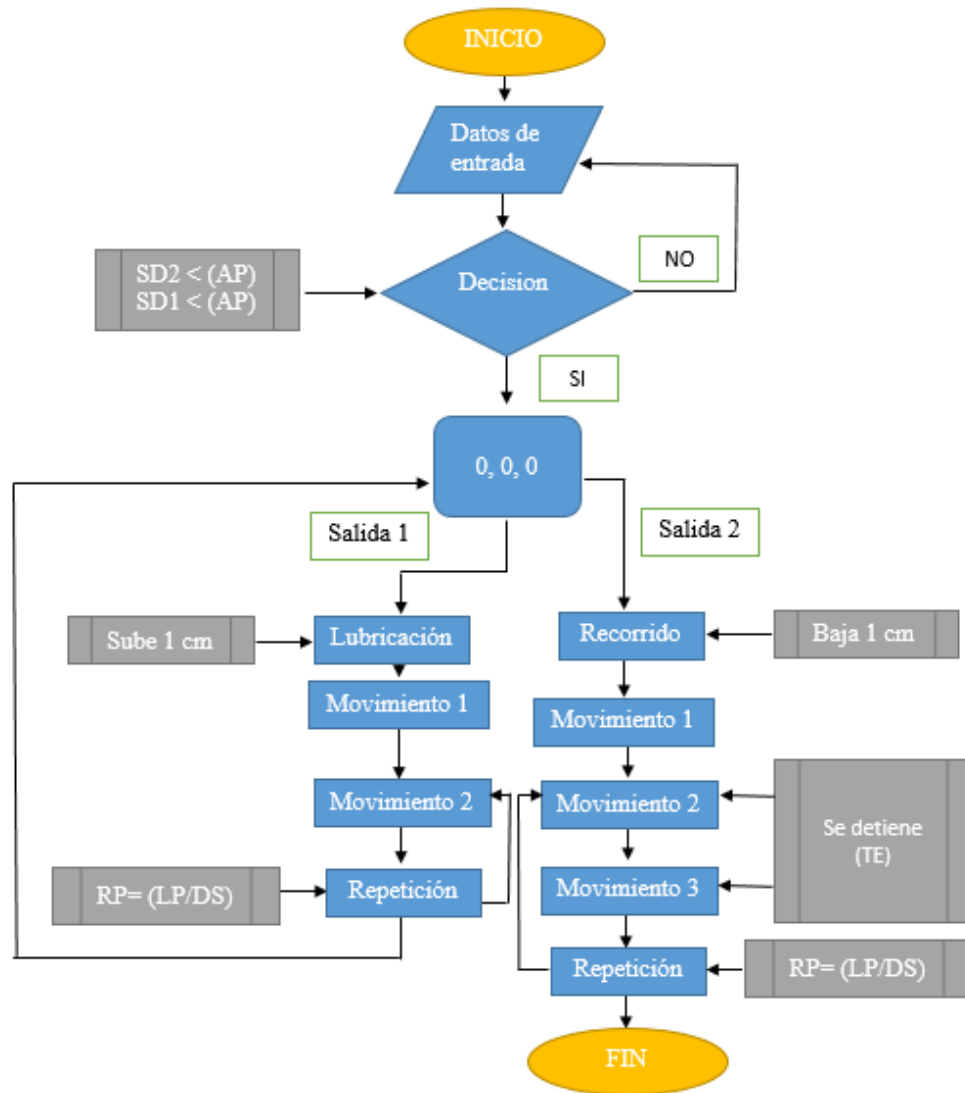 INICIO
Datos de
entrada
NO
SD2 < (AP)
SD1 < (AP)
Decision
SI
0, 0, 0
Salida 1
Salida 2
Sube 1 cm
Lubricación
Recorrido
Baja 1 cm
Movimiento 1
Movimiento 1
Movimiento 2
Movimiento 2
Se detiene
(TE)
RP= (LP/DS)
Repetición
Movimiento 3
Repetición
RP= (LP/DS)
FIN